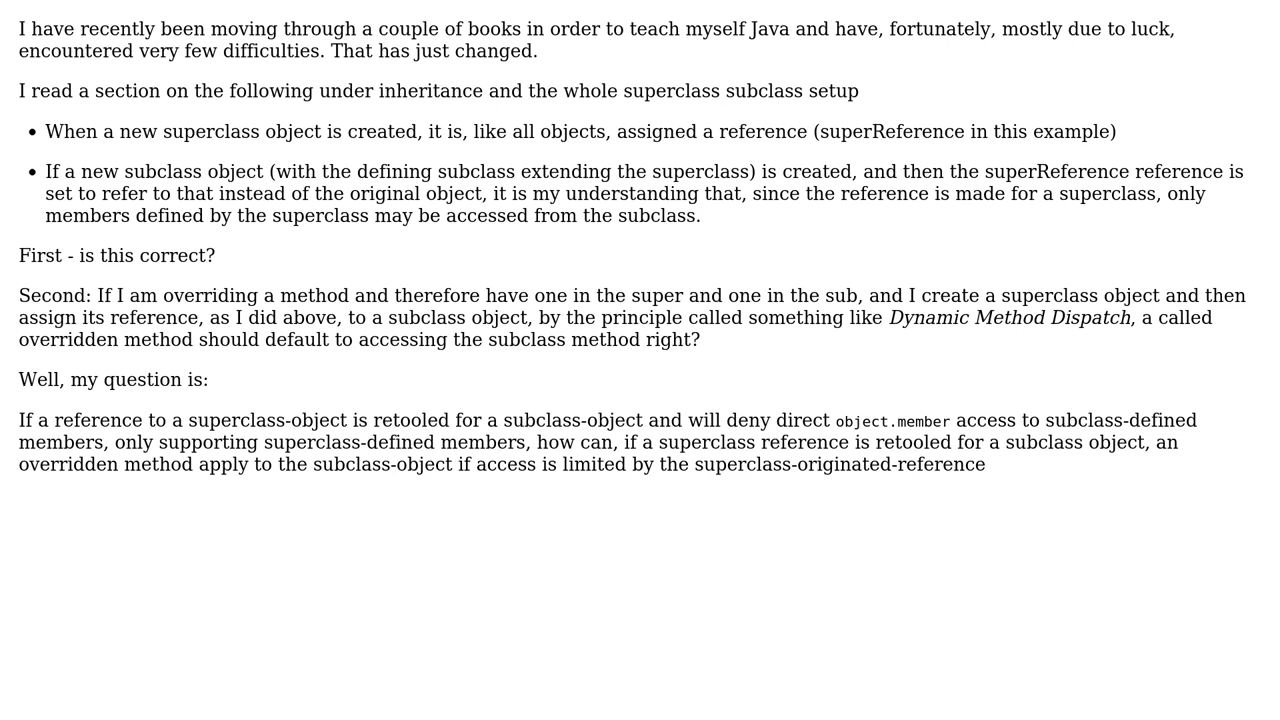 I have recently been moving through a couple of books in order to teach myself Java and have, fortunately, mostly due to luck,
encountered very few difficulties. That has just changed.
I read a section on the following under inheritance and the whole superclass subclass setup
• When a new superclass object is created, it is, like all objects, assigned a reference (superReference in this example)
• If a new subclass object (with the defining subclass extending the superclass) is created, and then the superReference reference is
set to refer to that instead of the original object, it is my understanding that, since the reference is made for a superclass, only
members defined by the superclass may be accessed from the subclass.
First - is this correct?
Second: If I am overriding a method and therefore have one in the super and one in the sub, and I create a superclass object and then
assign its reference, as I did above, to a subclass object, by the principle called something like Dynamic Method Dispatch, a called
overridden method should default to accessing the subclass method right?
Well, my question is:
If a reference to a superclass-object is retooled for a subclass-object and will deny direct object.member access to subclass-defined
members, only supporting superclass-defined members, how can, if a superclass reference is retooled for a subclass object, an
overridden method apply to the subclass-object if access is limited by the superclass-originated-reference